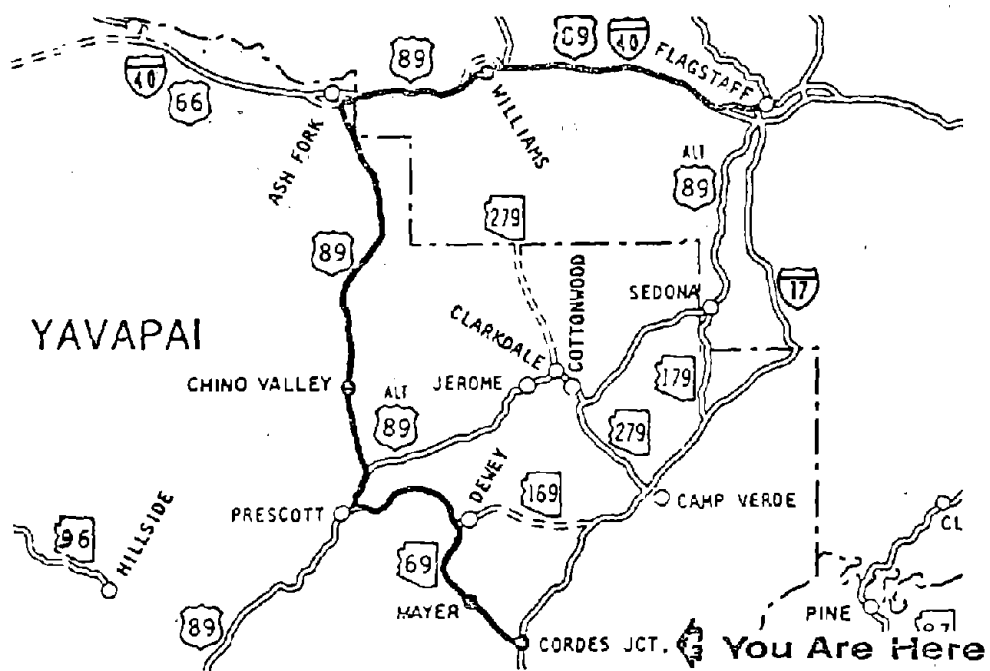 89
89
40
FLAGSTAFF
40
66
WILLIAMS
ASH FORK
ALT
89
279
89
17
SEDONA
COTTONWOOD
CLARKDALE
YAVAPAI
CHINO VALLEY
JEROME
179
ALT
89
279
DEWEY
169
CAMP VERDE
PRESCOTT
HILLSIDE
96
CL
69
MAYER
PINE
87
89
CORDES JCT.
You Are Here